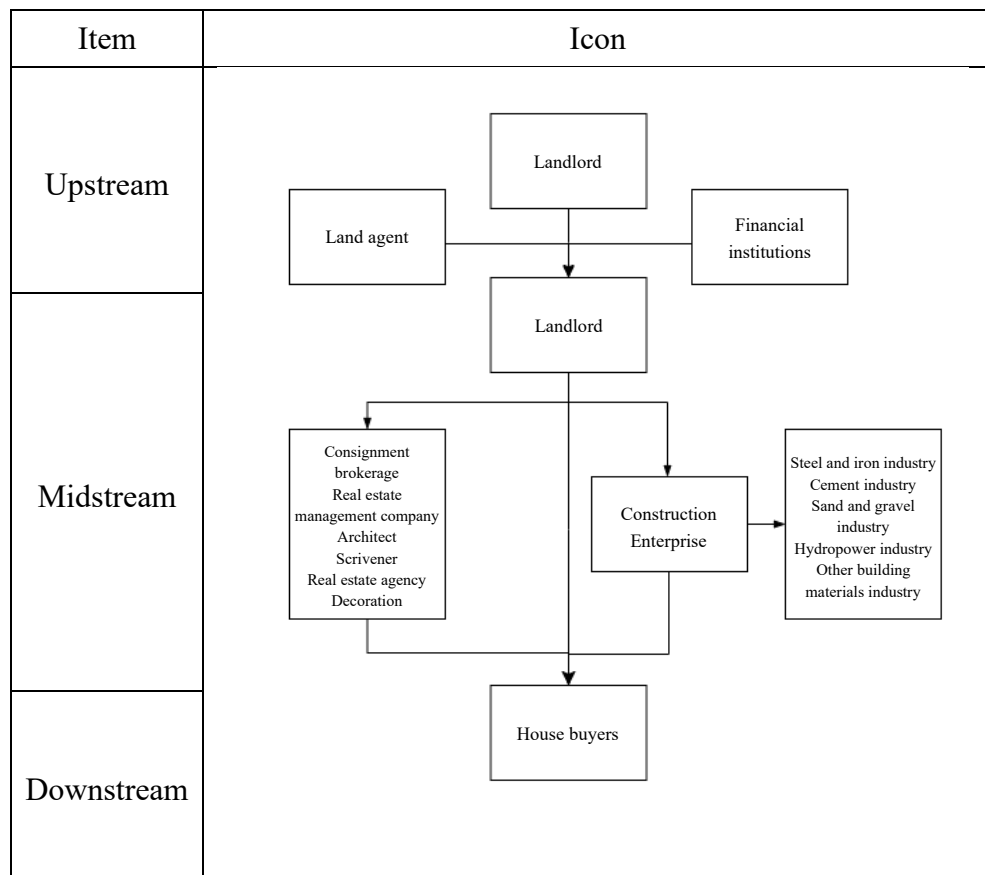 Item
Icon
Upstream
Landlord
Land agent
Financial
institutions
Landlord
Midstream
Consignment
brokerage
Real estate
management company
Architect
Scrivener
Real estate agency
Decoration
Construction
Enterprise
Steel and iron industry
Cement industry
Sand and gravel
industry
Hydropower industry
Other building
materials industry
Downstream
House buyers